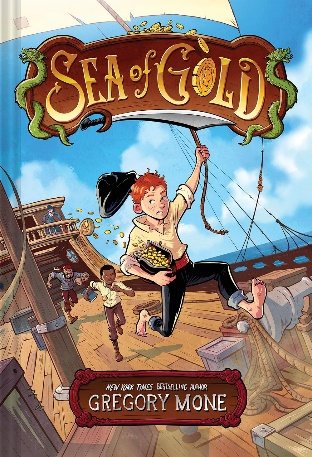 SEA OF GOLD
NEW YORK TIMES BESTSELLING AUTHOR
GREGORY MONE